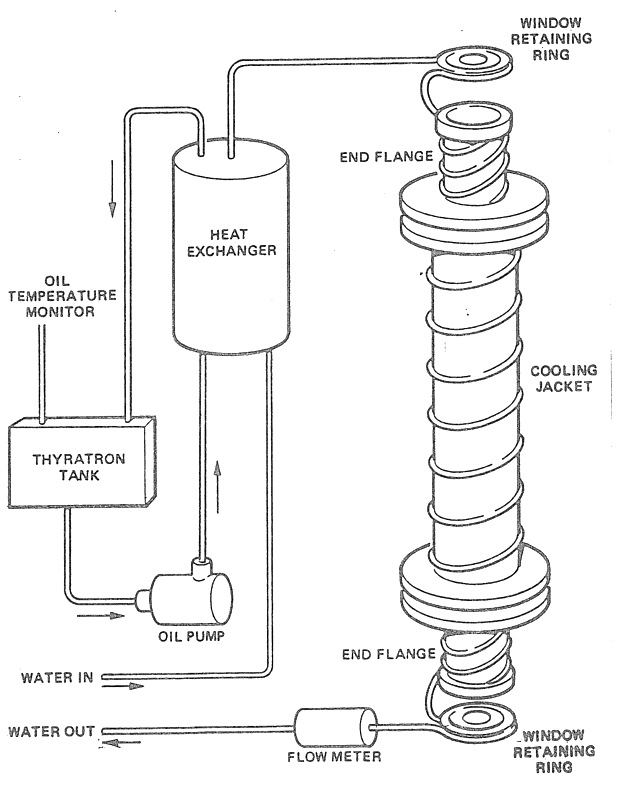 WINDOW
RETAINING
RING
END FLANGE
HEAT
EXCHANGER
OIL
TEMPERATURE
MONITOR
COOLING
JACKET
THYRATRON
TANK
OIL PUMP
END FLANGE
WATER IN
WATER OUT
FLOW METER
WINDOW
RETAINING
RING